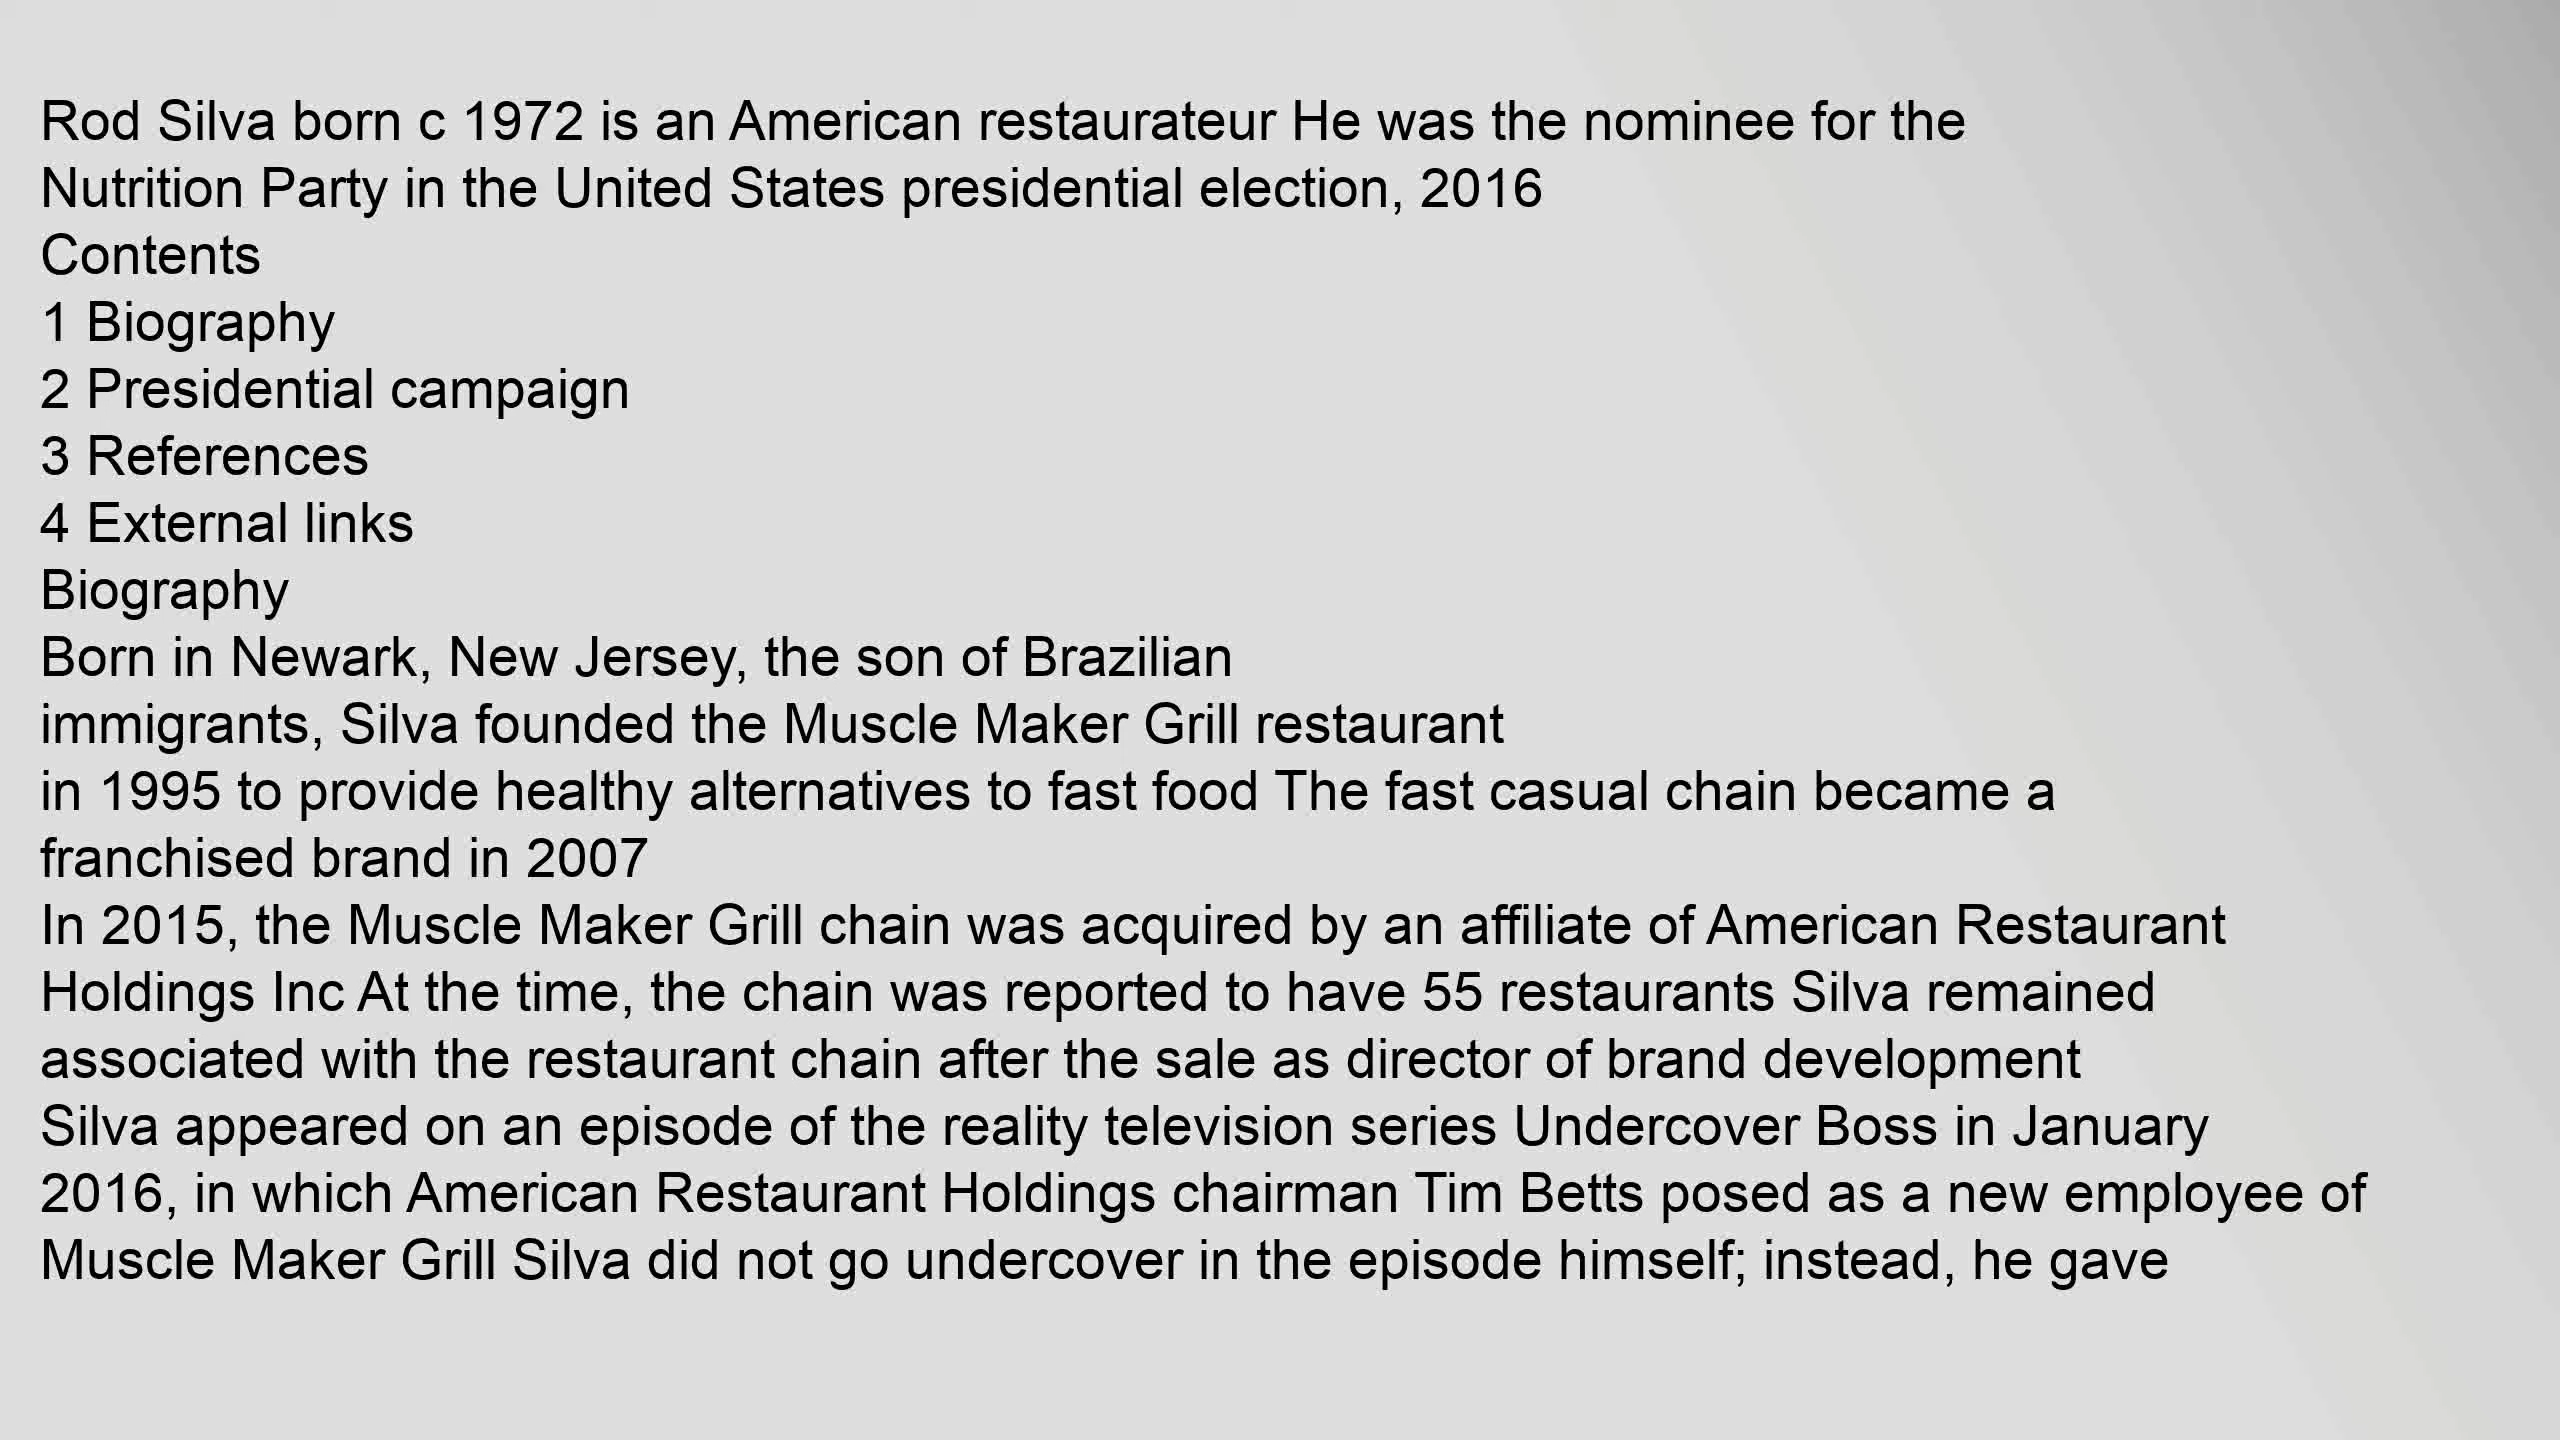 Rod Silva born c 1972 is an American restaurateur He was the nominee for the
Nutrition Party in the United States presidential election, 2016
Contents
1 Biography
2 Presidential campaign
3 References
4 External links
Biography
Born in Newark, New Jersey, the son of Brazilian
immigrants, Silva founded the Muscle Maker Grill restaurant
in 1995 to provide healthy alternatives to fast food The fast casual chain became a
franchised brand in 2007
In 2015, the Muscle Maker Grill chain was acquired by an affiliate of American Restaurant
Holdings Inc At the time, the chain was reported to have 55 restaurants Silva remained
associated with the restaurant chain after the sale as director of brand development
Silva appeared on an episode of the reality television series Undercover Boss in January
2016, in which American Restaurant Holdings chairman Tim Betts posed as a new employee of
Muscle Maker Grill Silva did not go undercover in the episode himself; instead, he gave